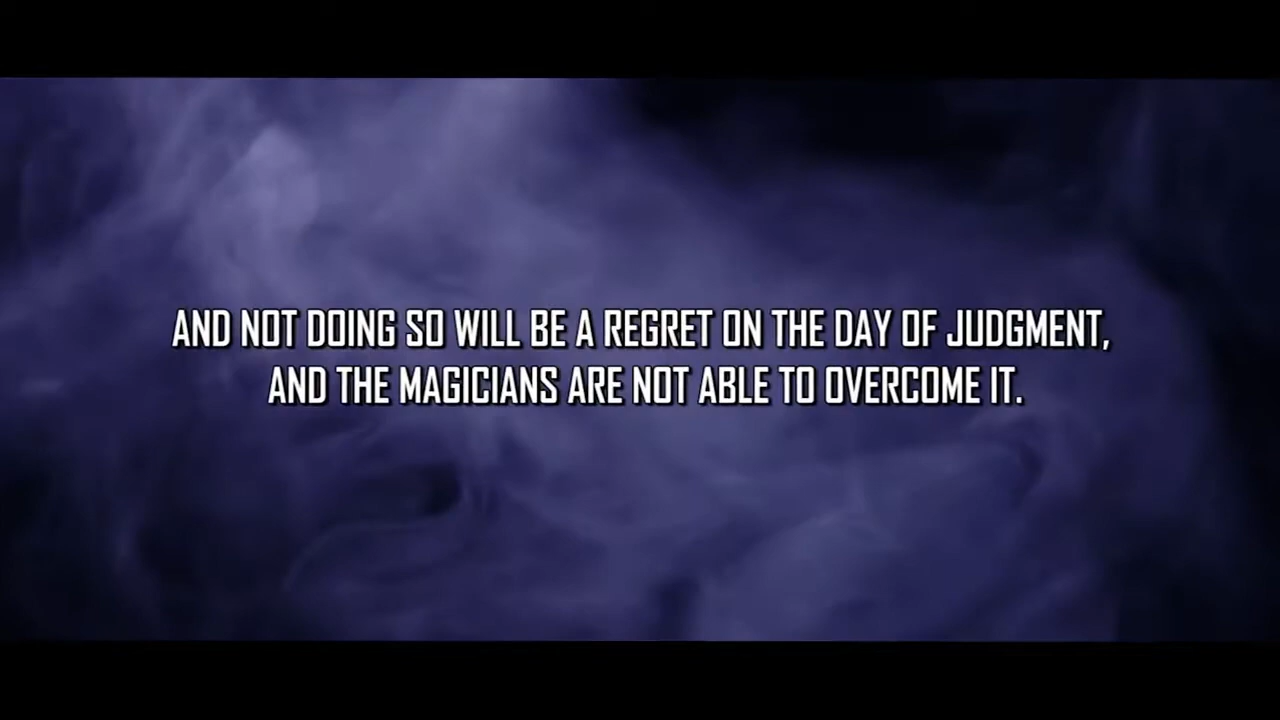 AND NOT DOING SO WILL BE A REGRET ON THE DAY OF JUDGMENT,
AND THE MAGICIANS ARE NOT ABLE TO OVERCOME IT.